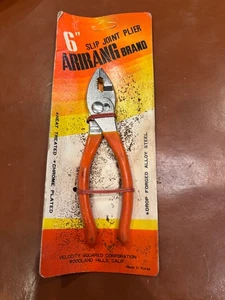 6"
SLIP JOINT PLIER
ARIRANG BRAND
•HEAT TREATED •CHROME PLATED
•DROP FORGED ALLOY STEEL
VELOCITY SQUARED CORPORATION
WOODLAND HILLS, CALIF.
Made in Korea